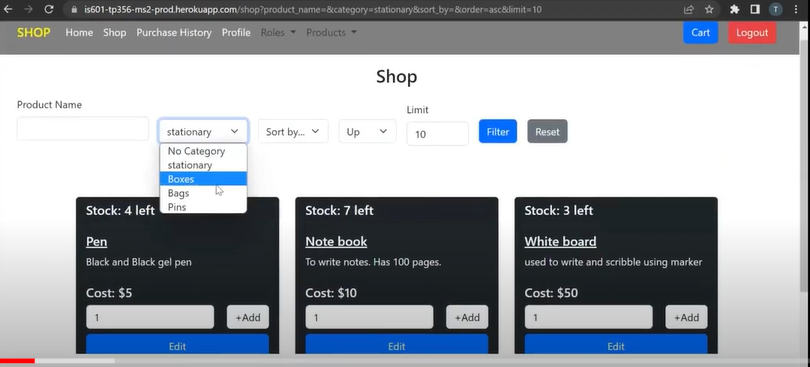 is601-tp356-ms2-prod.herokuapp.com/shop?product_name=&category=stationary&sort_by=&order=asc&limit=10
T
SHOP Home Shop Purchase History Profile Roles Products Cart Logout
Shop
Product Name
Limit
stationary Sort by... Up 10 Filter Reset
No Category
stationary
Boxes
Bags
Pins
Stock: 4 left Stock: 7 left Stock: 3 left
Pen Note book White board
Black and Black gel pen To write notes. Has 100 pages. used to write and scribble using marker
Cost: $5 Cost: $10 Cost: $50
1 +Add 1 +Add 1 +Add
Edit Edit Edit